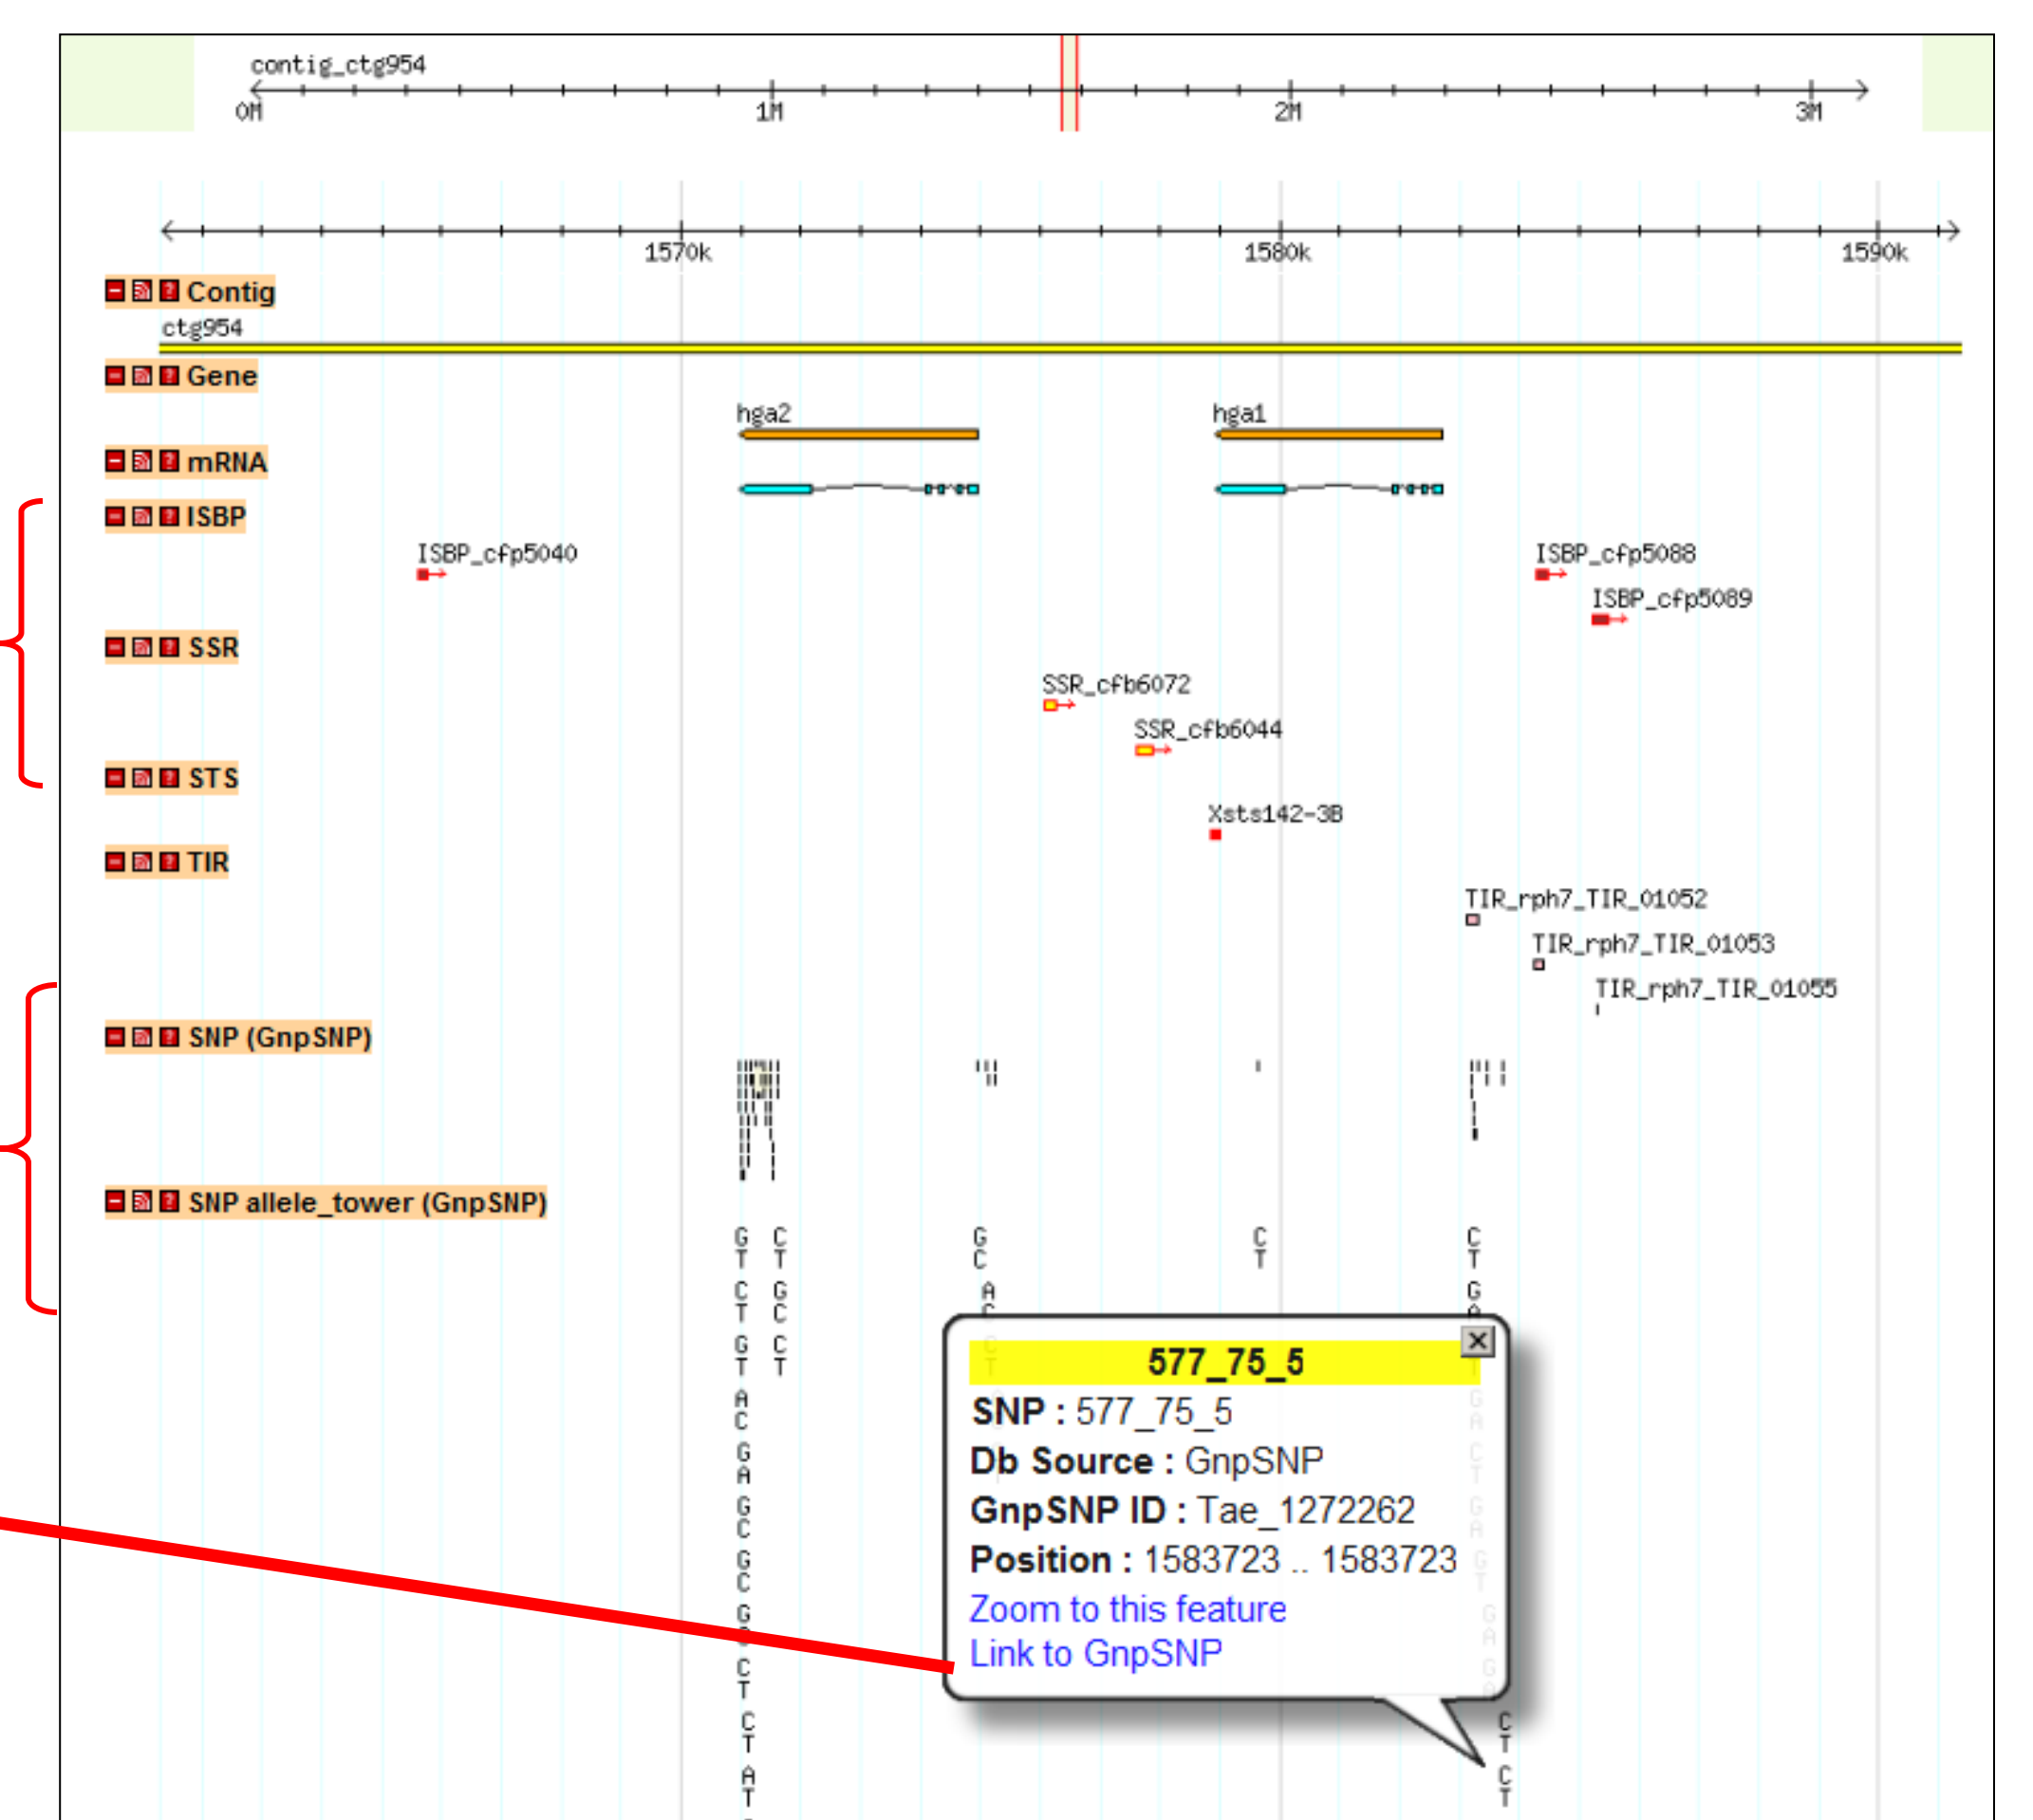 contig_ctg954
0M 1M 2M 3M
1570k 1580k 1590k
Contig
ctg954
Gene
hga2 hga1
mRNA
ISBP
ISBP_cfp5040 ISBP_cfp5088
ISBP_cfp5089
SSR
SSR_cfb6072
SSR_cfb6044
STS
Xsts142-3B
TIR
TIR_rph7_TIR_01052
TIR_rph7_TIR_01053
TIR_rph7_TIR_01055
SNP (GnpSNP)
SNP allele_tower (GnpSNP)
G C G C C
T T C T T
C G A G
T C C A
G C
T T
577_75_5
A
C
SNP : 577_75_5
G
A
Db Source : GnpSNP
G
C
GnpSNP ID : Tae_1272262
G
C
Position : 1583723 .. 1583723
G
Zoom to this feature
Link to GnpSNP
C
T
C C
T T
A C
T T